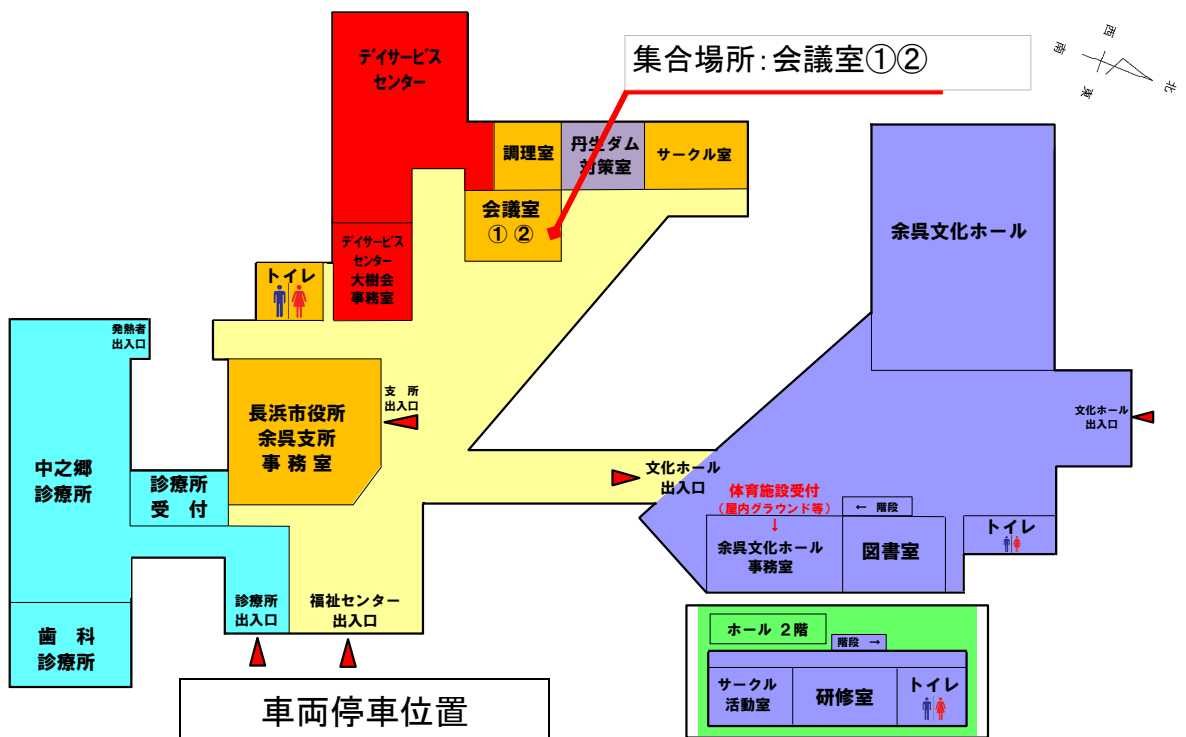 集合場所：会議室①②
西
南
北
東
デイサービス
センター
調理室
丹生ダム
対策室
サークル室
会議室
① ②
デイサービス
センター
大樹会
事務室
トイレ
余呉文化ホール
発熱者
出入口
支　所
出入口
長浜市役所
余呉支所
事 務 室
文化ホール
出入口
中之郷
診療所
診療所
受　付
文化ホール
出入口
体育施設受付
（屋内グラウンド等）
↓
← 階段
余呉文化ホール
事務室
図書室
トイレ
診療所
出入口
福祉センター
出入口
歯　科
診療所
ホール ２階
階段 →
サークル
活動室
研修室
トイレ
車両停車位置